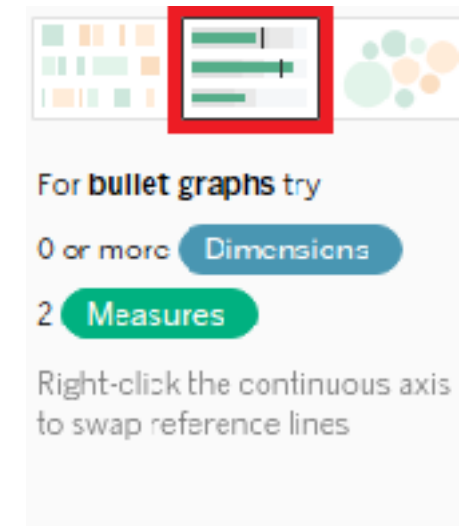 For bullet graphs try
0 or more Dimensions
2 Measures
Right-click the continuous axis
to swap reference lines